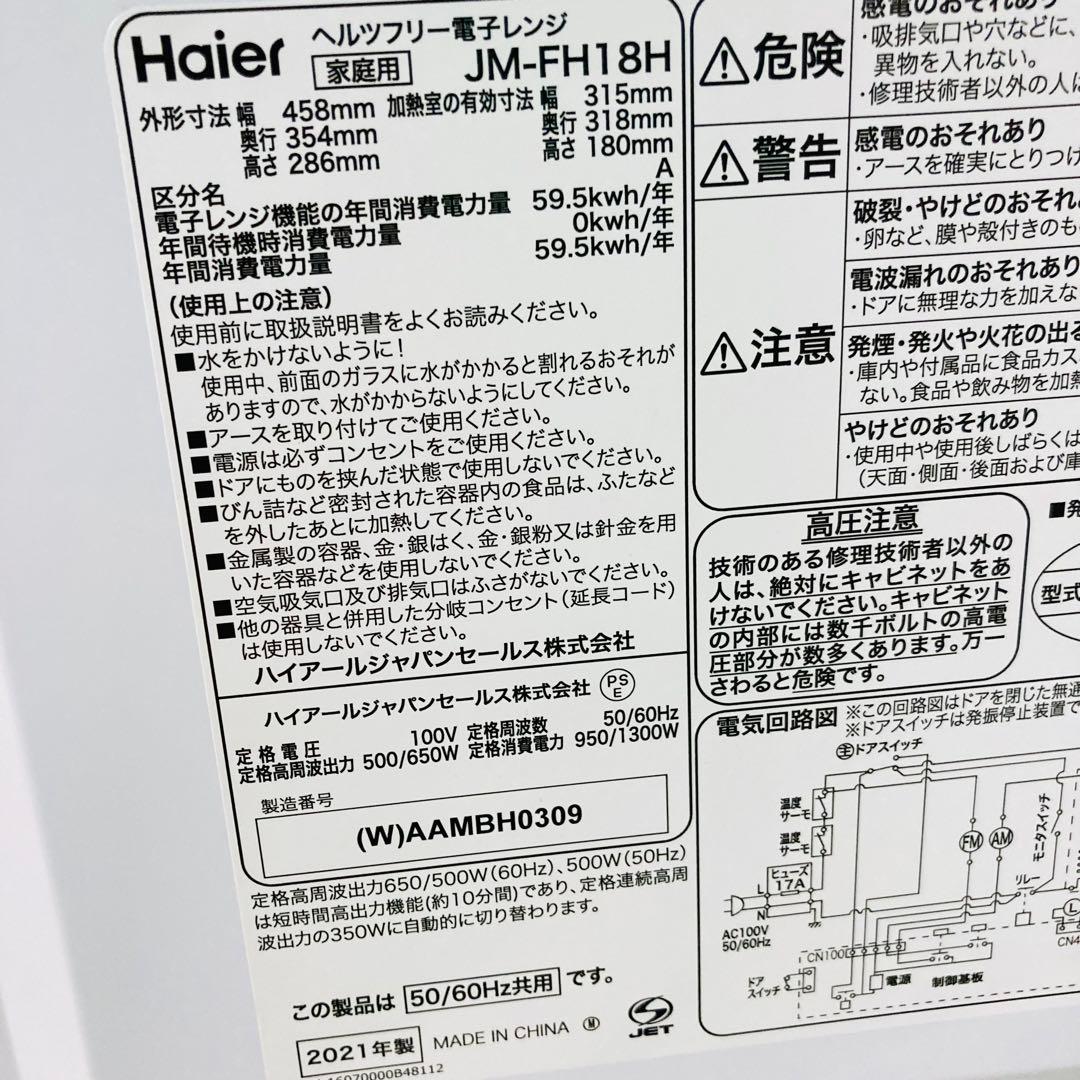 Haier
ヘルツフリー電子レンジ
家庭用 JM-FH18H
外形寸法 幅 458mm 加熱室の有効寸法 幅 315mm
奥行 354mm 奥行 318mm
高さ 286mm 高さ 180mm
区分名 A
電子レンジ機能の年間消費電力量 59.5kwh/年
年間待機時消費電力量 0kwh/年
年間消費電力量 59.5kwh/年
(使用上の注意)
使用前に取扱説明書をよくお読みください。
■水をかけないように!
使用中、前面のガラスに水がかかると割れるおそれが
ありますので、水がかからないようにしてください。
■アースを取り付けてご使用ください。
■電源は必ずコンセントをご使用ください。
■ドアにものを挟んだ状態で使用しないでください。
■びん詰など密封された容器内の食品は、ふたなど
を外したあとに加熱してください。
■金属製の容器、金・銀はく、金・銀粉又は針金を用
いた容器などを使用しないでください。
■空気吸気口及び排気口はふさがないでください。
■他の器具と併用した分岐コンセント(延長コード)
は使用しないでください。
ハイアールジャパンセールス株式会社
ハイアールジャパンセールス株式会社 PSE
定格電圧 100V 定格周波数 50/60Hz
定格高周波出力 500/650W 定格消費電力 950/1300W
製造番号
(W)AAMBH0309
定格高周波出力650/500W(60Hz)、500W(50Hz)
は短時間高出力機能(約10分間)であり、定格連続高周
波出力の350Wに自動的に切り替わります。
この製品は 50/60Hz共用 です。
2021年製 MADE IN CHINA Ⓜ JET
16070000B48112
危険
感電のおそれあり
・吸排気口や穴などに、
異物を入れない。
・修理技術者以外の人は
警告
感電のおそれあり
・アースを確実にとりつけ
注意
破裂・やけどのおそれ
・卵など、膜や殻付きのも
電波漏れのおそれあり
・ドアに無理な力を加えな
発煙・発火や火花の出る
・庫内や付属品に食品カス
ない。食品や飲み物を加熱
やけどのおそれあり
・使用中や使用後しばらくは
(天面・側面・後面および庫
高圧注意
技術のある修理技術者以外の
人は、絶対にキャビネットをあ
けないでください。キャビネット
の内部には数千ボルトの高電
圧部分が数多くあります。万一
さわると危険です。
■発
型式
電気回路図 ※この回路図はドアを閉じた無通
※ドアスイッチは発振停止装置で
主ドアスイッチ
温度
サーモ
温度
サーモ
FM AM
モニタスイッチ
ヒューズ
17A
リレー
L
N
AC100V
50/60Hz
CN100
L
CN4
ドア
スイッチ
電源 制御基板